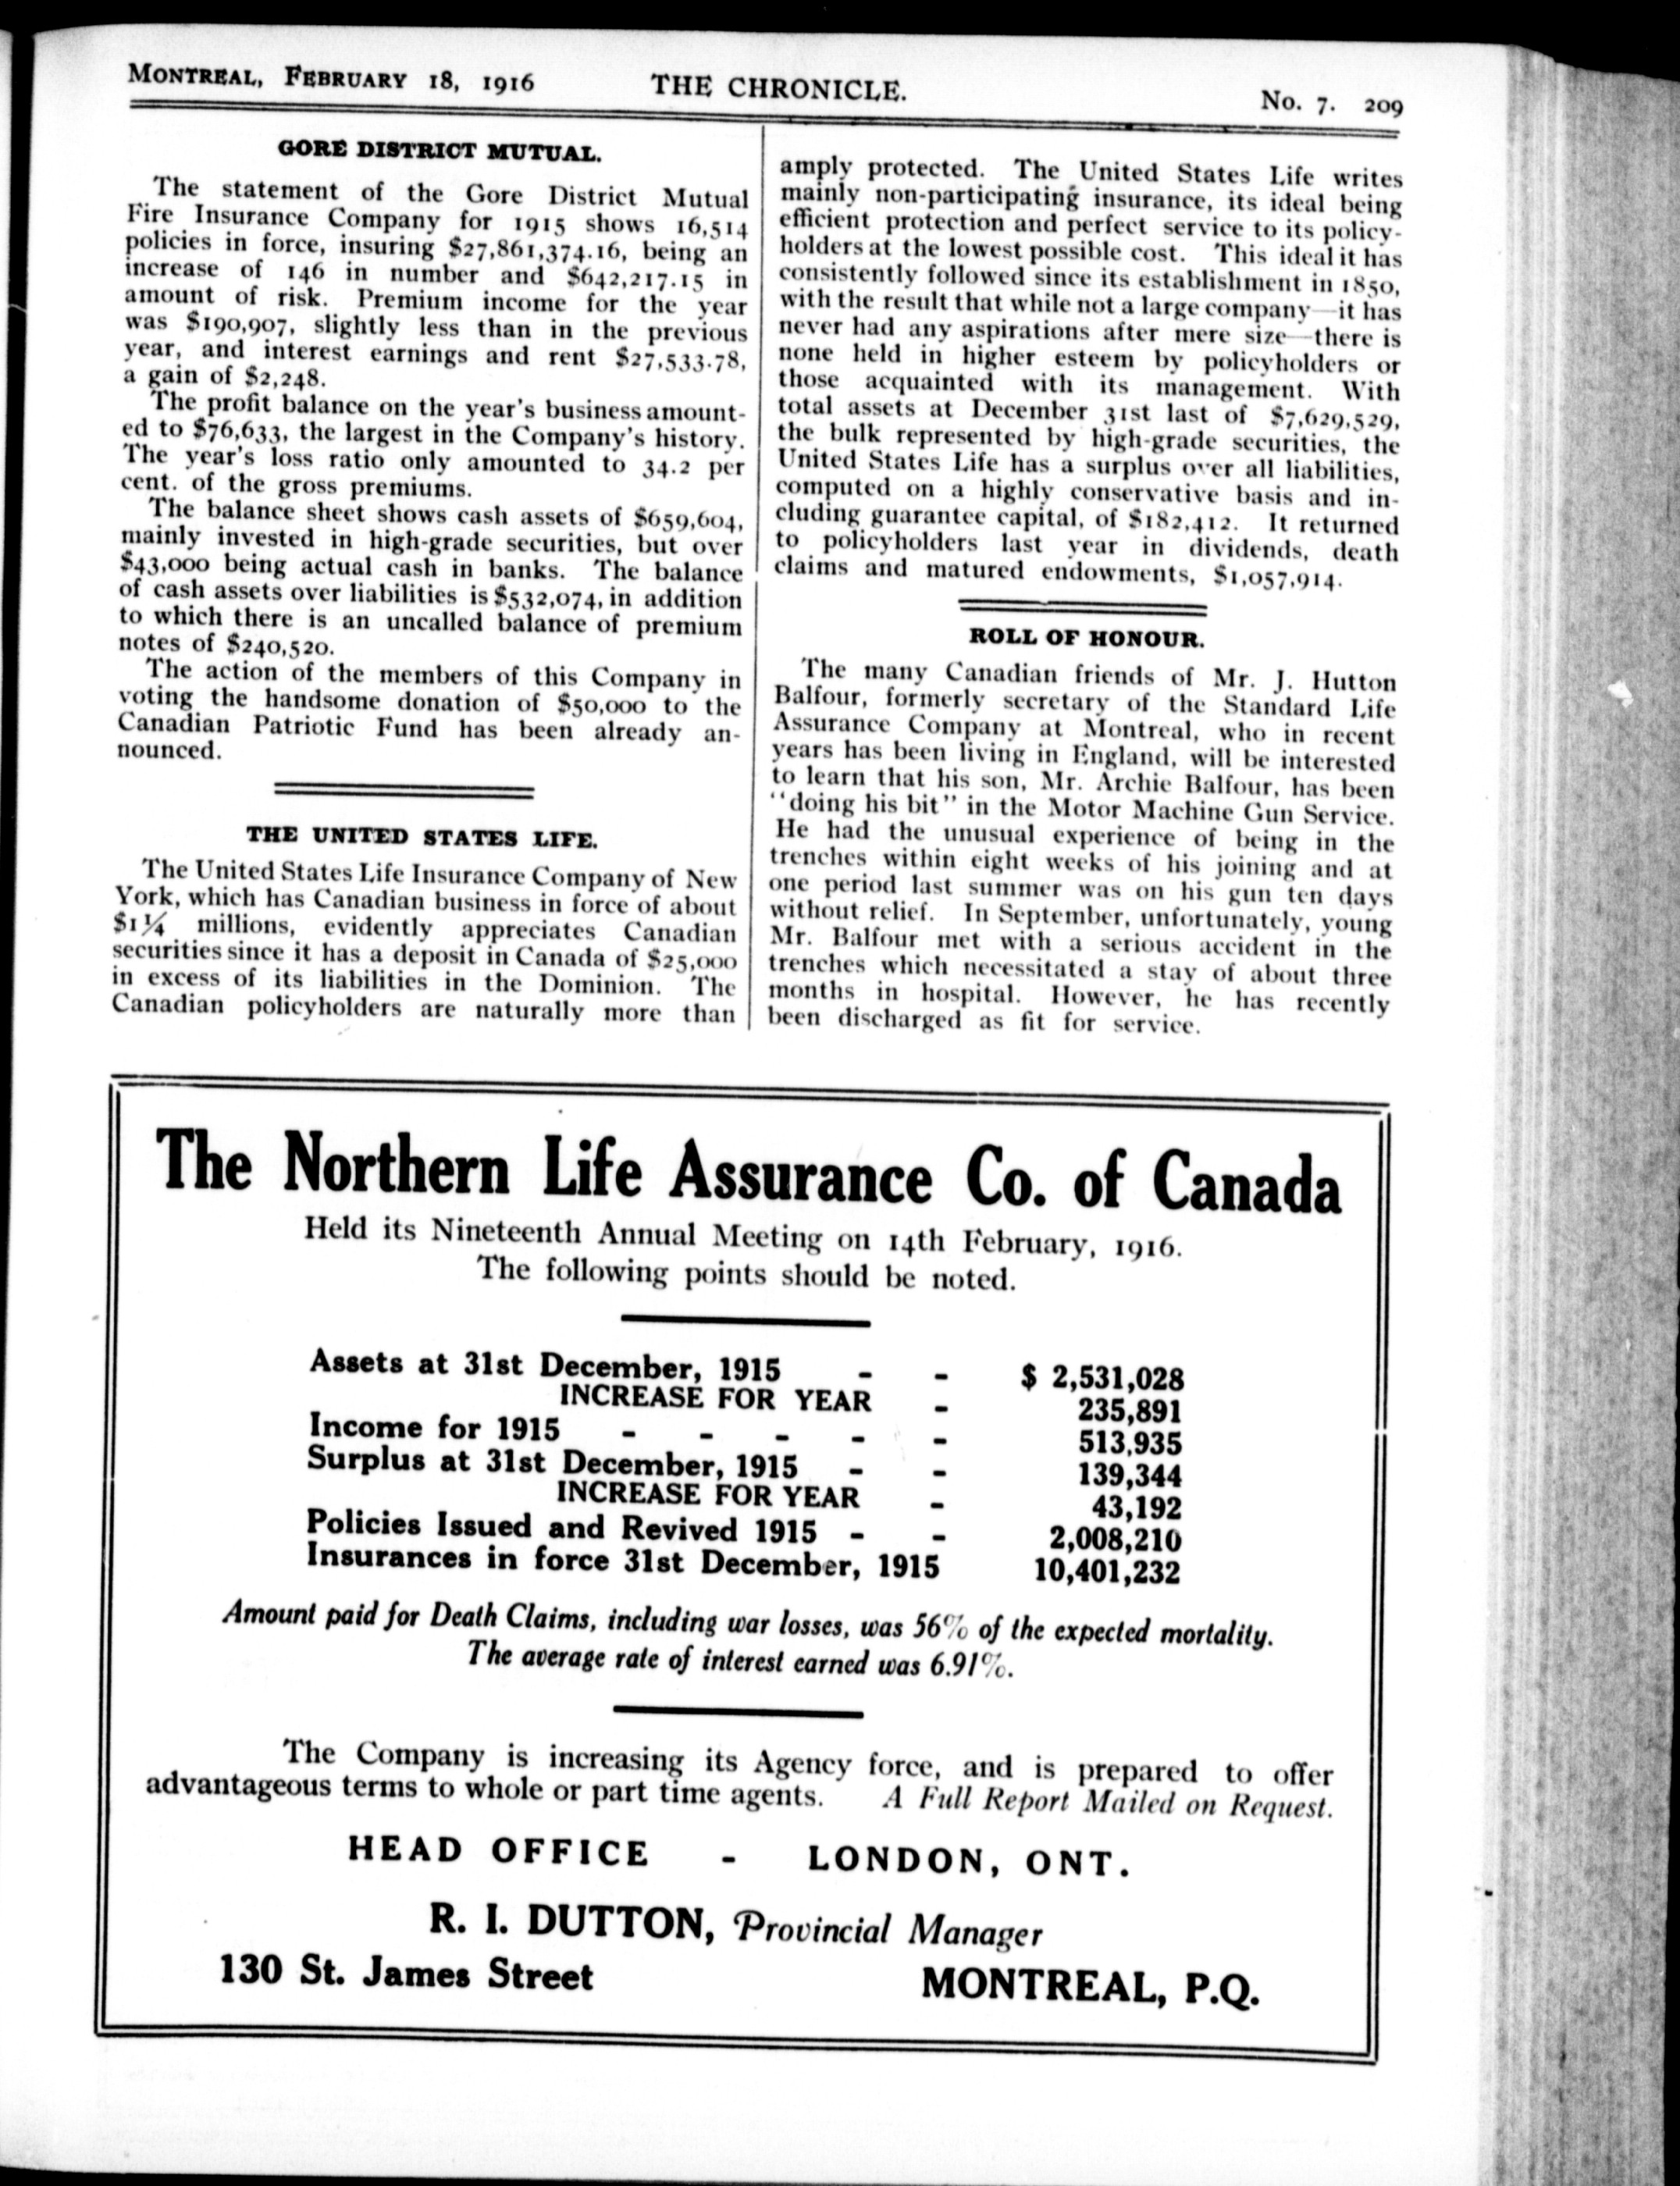 MONTREAL, FEBRUARY 18, 1916 THE CHRONICLE. No. 7. 209
GORE DISTRICT MUTUAL.
The statement of the Gore District Mutual
Fire Insurance Company for 1915 shows 16,514
policies in force, insuring $27,861,374.16, being an
increase of 146 in number and $642,217.15 in
amount of risk. Premium income for the year
was $190,907, slightly less than in the previous
year, and interest earnings and rent $27,533.78,
a gain of $2,248.
The profit balance on the year's business amount-
ed to $76,633, the largest in the Company's history.
The year's loss ratio only amounted to 34.2 per
cent. of the gross premiums.
The balance sheet shows cash assets of $659,604,
mainly invested in high-grade securities, but over
$43,000 being actual cash in banks. The balance
of cash assets over liabilities is $532,074, in addition
to which there is an uncalled balance of premium
notes of $240,520.
The action of the members of this Company in
voting the handsome donation of $50,000 to the
Canadian Patriotic Fund has been already an-
nounced.
THE UNITED STATES LIFE.
The United States Life Insurance Company of New
York, which has Canadian business in force of about
$1¼ millions, evidently appreciates Canadian
securities since it has a deposit in Canada of $25,000
in excess of its liabilities in the Dominion. The
Canadian policyholders are naturally more than
amply protected. The United States Life writes
mainly non-participating insurance, its ideal being
efficient protection and perfect service to its policy-
holders at the lowest possible cost. This ideal it has
consistently followed since its establishment in 1850,
with the result that while not a large company—it has
never had any aspirations after mere size—there is
none held in higher esteem by policyholders or
those acquainted with its management. With
total assets at December 31st last of $7,629,529,
the bulk represented by high-grade securities, the
United States Life has a surplus over all liabilities,
computed on a highly conservative basis and in-
cluding guarantee capital, of $182,412. It returned
to policyholders last year in dividends, death
claims and matured endowments, $1,057,914.
ROLL OF HONOUR.
The many Canadian friends of Mr. J. Hutton
Balfour, formerly secretary of the Standard Life
Assurance Company at Montreal, who in recent
years has been living in England, will be interested
to learn that his son, Mr. Archie Balfour, has been
"doing his bit" in the Motor Machine Gun Service.
He had the unusual experience of being in the
trenches within eight weeks of his joining and at
one period last summer was on his gun ten days
without relief. In September, unfortunately, young
Mr. Balfour met with a serious accident in the
trenches which necessitated a stay of about three
months in hospital. However, he has recently
been discharged as fit for service.
The Northern Life Assurance Co. of Canada
Held its Nineteenth Annual Meeting on 14th February, 1916.
The following points should be noted.
Assets at 31st December, 1915 - - $ 2,531,028
INCREASE FOR YEAR - 235,891
Income for 1915 - - - - - 513,935
Surplus at 31st December, 1915 - - 139,344
INCREASE FOR YEAR - 43,192
Policies Issued and Revived 1915 - - 2,008,210
Insurances in force 31st December, 1915 10,401,232
Amount paid for Death Claims, including war losses, was 56% of the expected mortality.
The average rate of interest earned was 6.91%.
The Company is increasing its Agency force, and is prepared to offer
advantageous terms to whole or part time agents. A Full Report Mailed on Request.
HEAD OFFICE - LONDON, ONT.
R. I. DUTTON, Provincial Manager
130 St. James Street MONTREAL, P.Q.